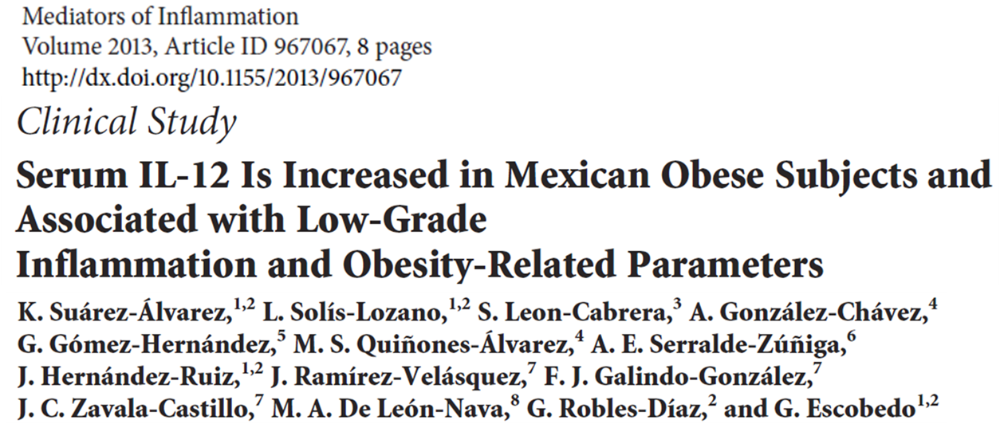 Mediators of Inflammation
Volume 2013, Article ID 967067, 8 pages
http://dx.doi.org/10.1155/2013/967067
Clinical Study
Serum IL-12 Is Increased in Mexican Obese Subjects and
Associated with Low-Grade
Inflammation and Obesity-Related Parameters
K. Suárez-Álvarez,1,2 L. Solís-Lozano,1,2 S. Leon-Cabrera,3 A. González-Chávez,4
G. Gómez-Hernández,5 M. S. Quiñones-Álvarez,4 A. E. Serralde-Zúñiga,6
J. Hernández-Ruiz,1,2 J. Ramírez-Velásquez,7 F. J. Galindo-González,7
J. C. Zavala-Castillo,7 M. A. De León-Nava,8 G. Robles-Díaz,2 and G. Escobedo1,2